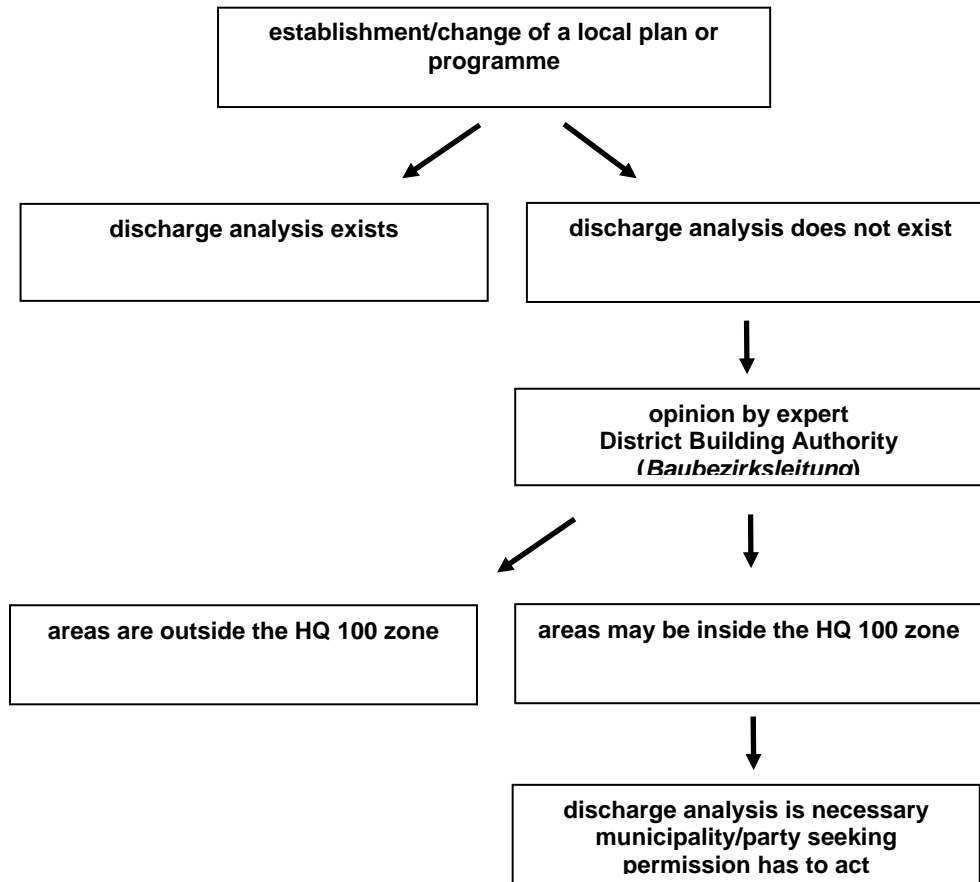 establishment/change of a local plan or
programme
discharge analysis exists
discharge analysis does not exist
opinion by expert
District Building Authority
(Baubezirksleitung)
areas are outside the HQ 100 zone
areas may be inside the HQ 100 zone
discharge analysis is necessary
municipality/party seeking
permission has to act